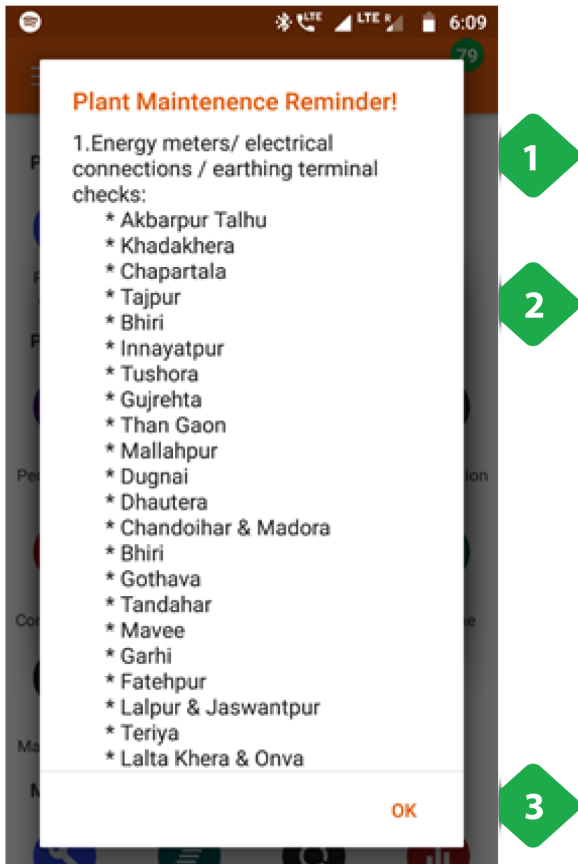 LTE LTE R 6:09
79
Plant Maintenence Reminder!
1.Energy meters/ electrical
connections / earthing terminal
checks:
* Akbarpur Talhu
* Khadakhera
* Chapartala
* Tajpur
* Bhiri
* Innayatpur
* Tushora
* Gujrehta
* Than Gaon
* Mallahpur
* Dugnai
* Dhautera
* Chandoihar & Madora
* Bhiri
* Gothava
* Tandahar
* Mavee
* Garhi
* Fatehpur
* Lalpur & Jaswantpur
* Teriya
* Lalta Khera & Onva
OK
1
2
3